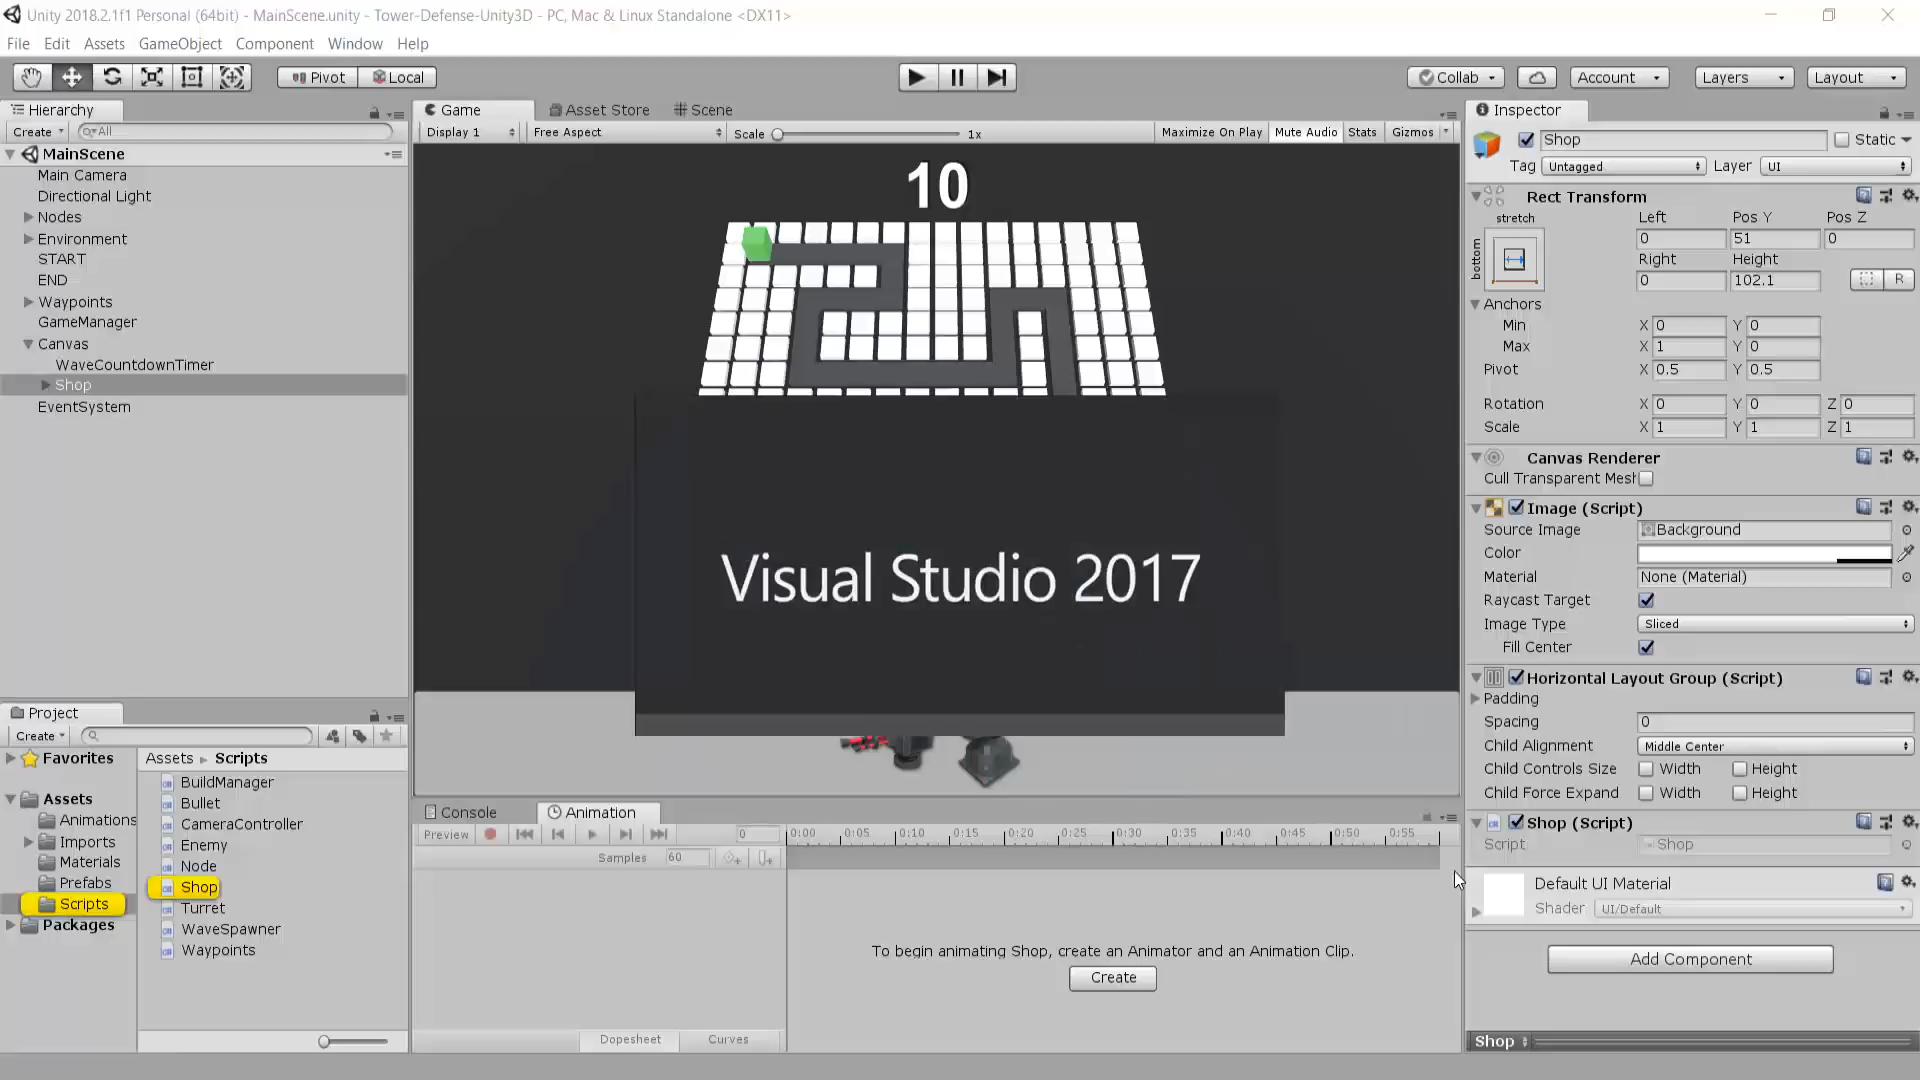 Unity 2018.2.1f1 Personal (64bit) - MainScene.unity - Tower-Defense-Unity3D - PC, Mac & Linux Standalone <DX11>
File Edit Assets GameObject Component Window Help
Pivot Local Collab Account Layers Layout
Hierarchy
Create All
MainScene
Main Camera
Directional Light
Nodes
Environment
START
END
Waypoints
GameManager
Canvas
WaveCountdownTimer
Shop
EventSystem
Game Asset Store Scene
Display 1 Free Aspect Scale 1x Maximize On Play Mute Audio Stats Gizmos
10
Visual Studio 2017
Inspector
Shop Static
Tag Untagged Layer UI
Rect Transform
stretch Left Pos Y Pos Z
bottom
0 51 0
Right Height
0 102.1 R
Anchors
Min X 0 Y 0
Max X 1 Y 0
Pivot X 0.5 Y 0.5
Rotation X 0 Y 0 Z 0
Scale X 1 Y 1 Z 1
Canvas Renderer
Cull Transparent Mesh
Image (Script)
Source Image Background
Color
Material None (Material)
Raycast Target
Image Type Sliced
Fill Center
Horizontal Layout Group (Script)
Padding
Spacing 0
Child Alignment Middle Center
Child Controls Size Width Height
Child Force Expand Width Height
Shop (Script)
Script Shop
Default UI Material
Shader UI/Default
Add Component
Shop
Project
Create
Favorites
Assets
Animations
Imports
Materials
Prefabs
Scripts
Packages
Assets Scripts
BuildManager
Bullet
CameraController
Enemy
Node
Shop
Turret
WaveSpawner
Waypoints
Console Animation
Preview 0 0:00 0:05 0:10 0:15 0:20 0:25 0:30 0:35 0:40 0:45 0:50 0:55
Samples 60
To begin animating Shop, create an Animator and an Animation Clip.
Create
Dopesheet Curves